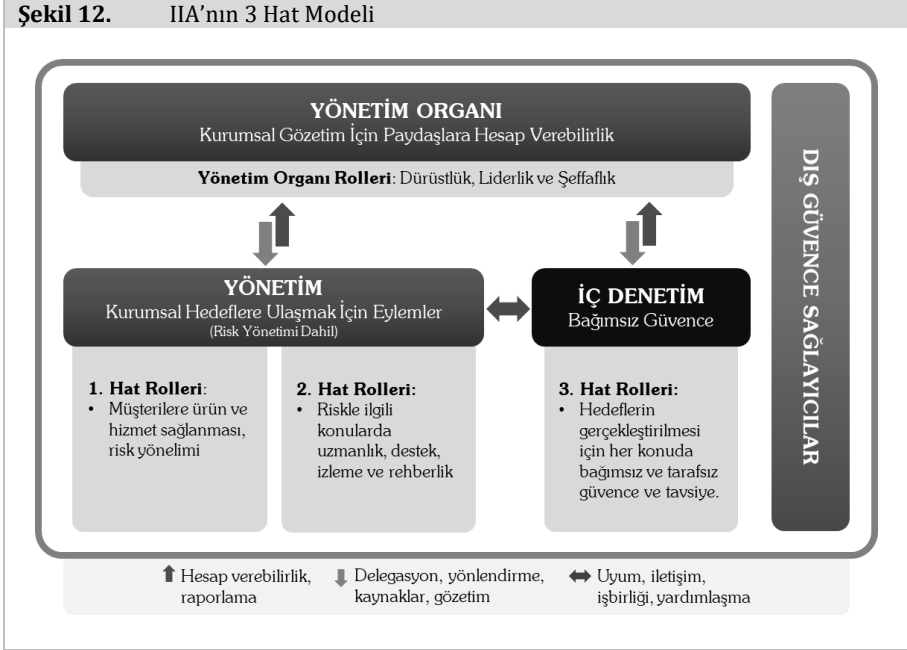 Şekil 12. IIA’nın 3 Hat Modeli
YÖNETİM ORGANI
Kurumsal Gözetim İçin Paydaşlara Hesap Verebilirlik
Yönetim Organı Rolleri: Dürüstlük, Liderlik ve Şeffaflık
YÖNETİM
Kurumsal Hedeflere Ulaşmak İçin Eylemler
(Risk Yönetimi Dahil)
İÇ DENETİM
Bağımsız Güvence
1. Hat Rolleri:
• Müşterilere ürün ve
hizmet sağlanması,
risk yönelimi
2. Hat Rolleri:
• Riskle ilgili
konularda
uzmanlık, destek,
izleme ve rehberlik
3. Hat Rolleri:
• Hedeflerin
gerçekleştirilmesi
için her konuda
bağımsız ve tarafsız
güvence ve tavsiye.
DIŞ GÜVENCE SAĞLAYICILAR
Hesap verebilirlik,
raporlama
Delegasyon, yönlendirme,
kaynaklar, gözetim
Uyum, iletişim,
işbirliği, yardımlaşma